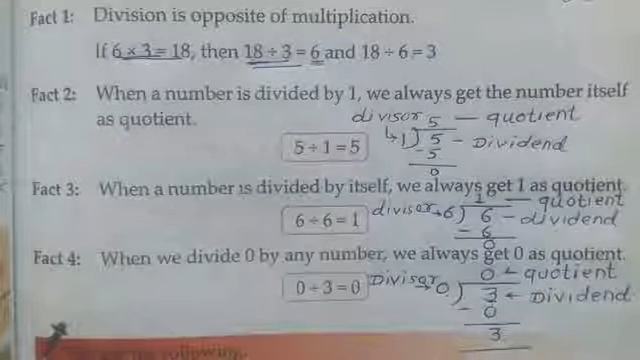 Fact 1: Division is opposite of multiplication.
If 6 × 3 = 18, then 18 ÷ 3 = 6 and 18 ÷ 6 = 3
Fact 2: When a number is divided by 1, we always get the number itself
as quotient.
divisor 5 — quotient
5 ÷ 1 = 5
1) 5 - Dividend
- 5
0
Fact 3: When a number is divided by itself, we always get 1 as quotient.
1 — quotient
6 ÷ 6 = 1
divisor→6) 6 - dividend
- 6
0
Fact 4: When we divide 0 by any number, we always get 0 as quotient.
0 ← quotient
0 ÷ 3 = 0
Divisor→0) 3 ← Dividend
- 0
3
following.